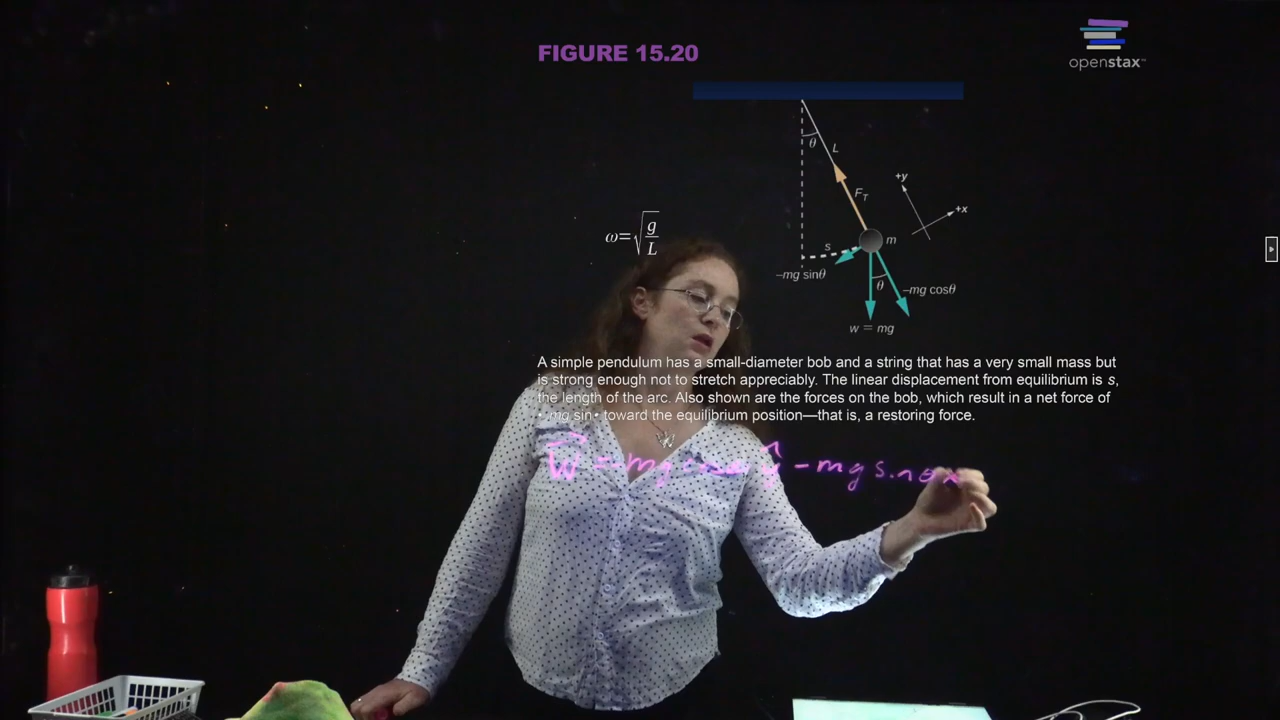 FIGURE 15.20
openstax™
θ
L
F_T
+y
+x
ω=√(g/L)
m
s
−mg sinθ
θ
−mg cosθ
w = mg
A simple pendulum has a small-diameter bob and a string that has a very small mass but
is strong enough not to stretch appreciably. The linear displacement from equilibrium is s,
the length of the arc. Also shown are the forces on the bob, which result in a net force of
mg sin• toward the equilibrium position—that is, a restoring force.
w⃗ = -mg cosθ ŷ - mg sinθ x